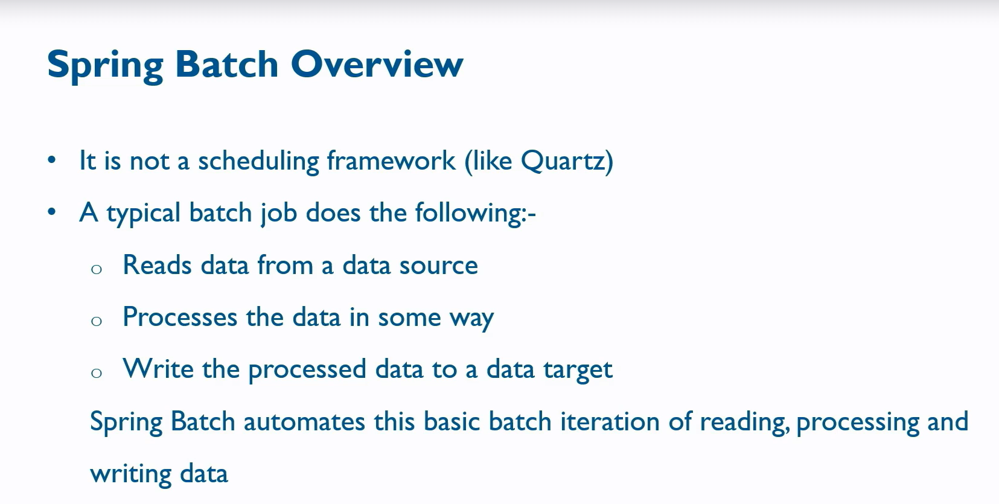 Spring Batch Overview
• It is not a scheduling framework (like Quartz)
• A typical batch job does the following:-
o Reads data from a data source
o Processes the data in some way
o Write the processed data to a data target
Spring Batch automates this basic batch iteration of reading, processing and
writing data